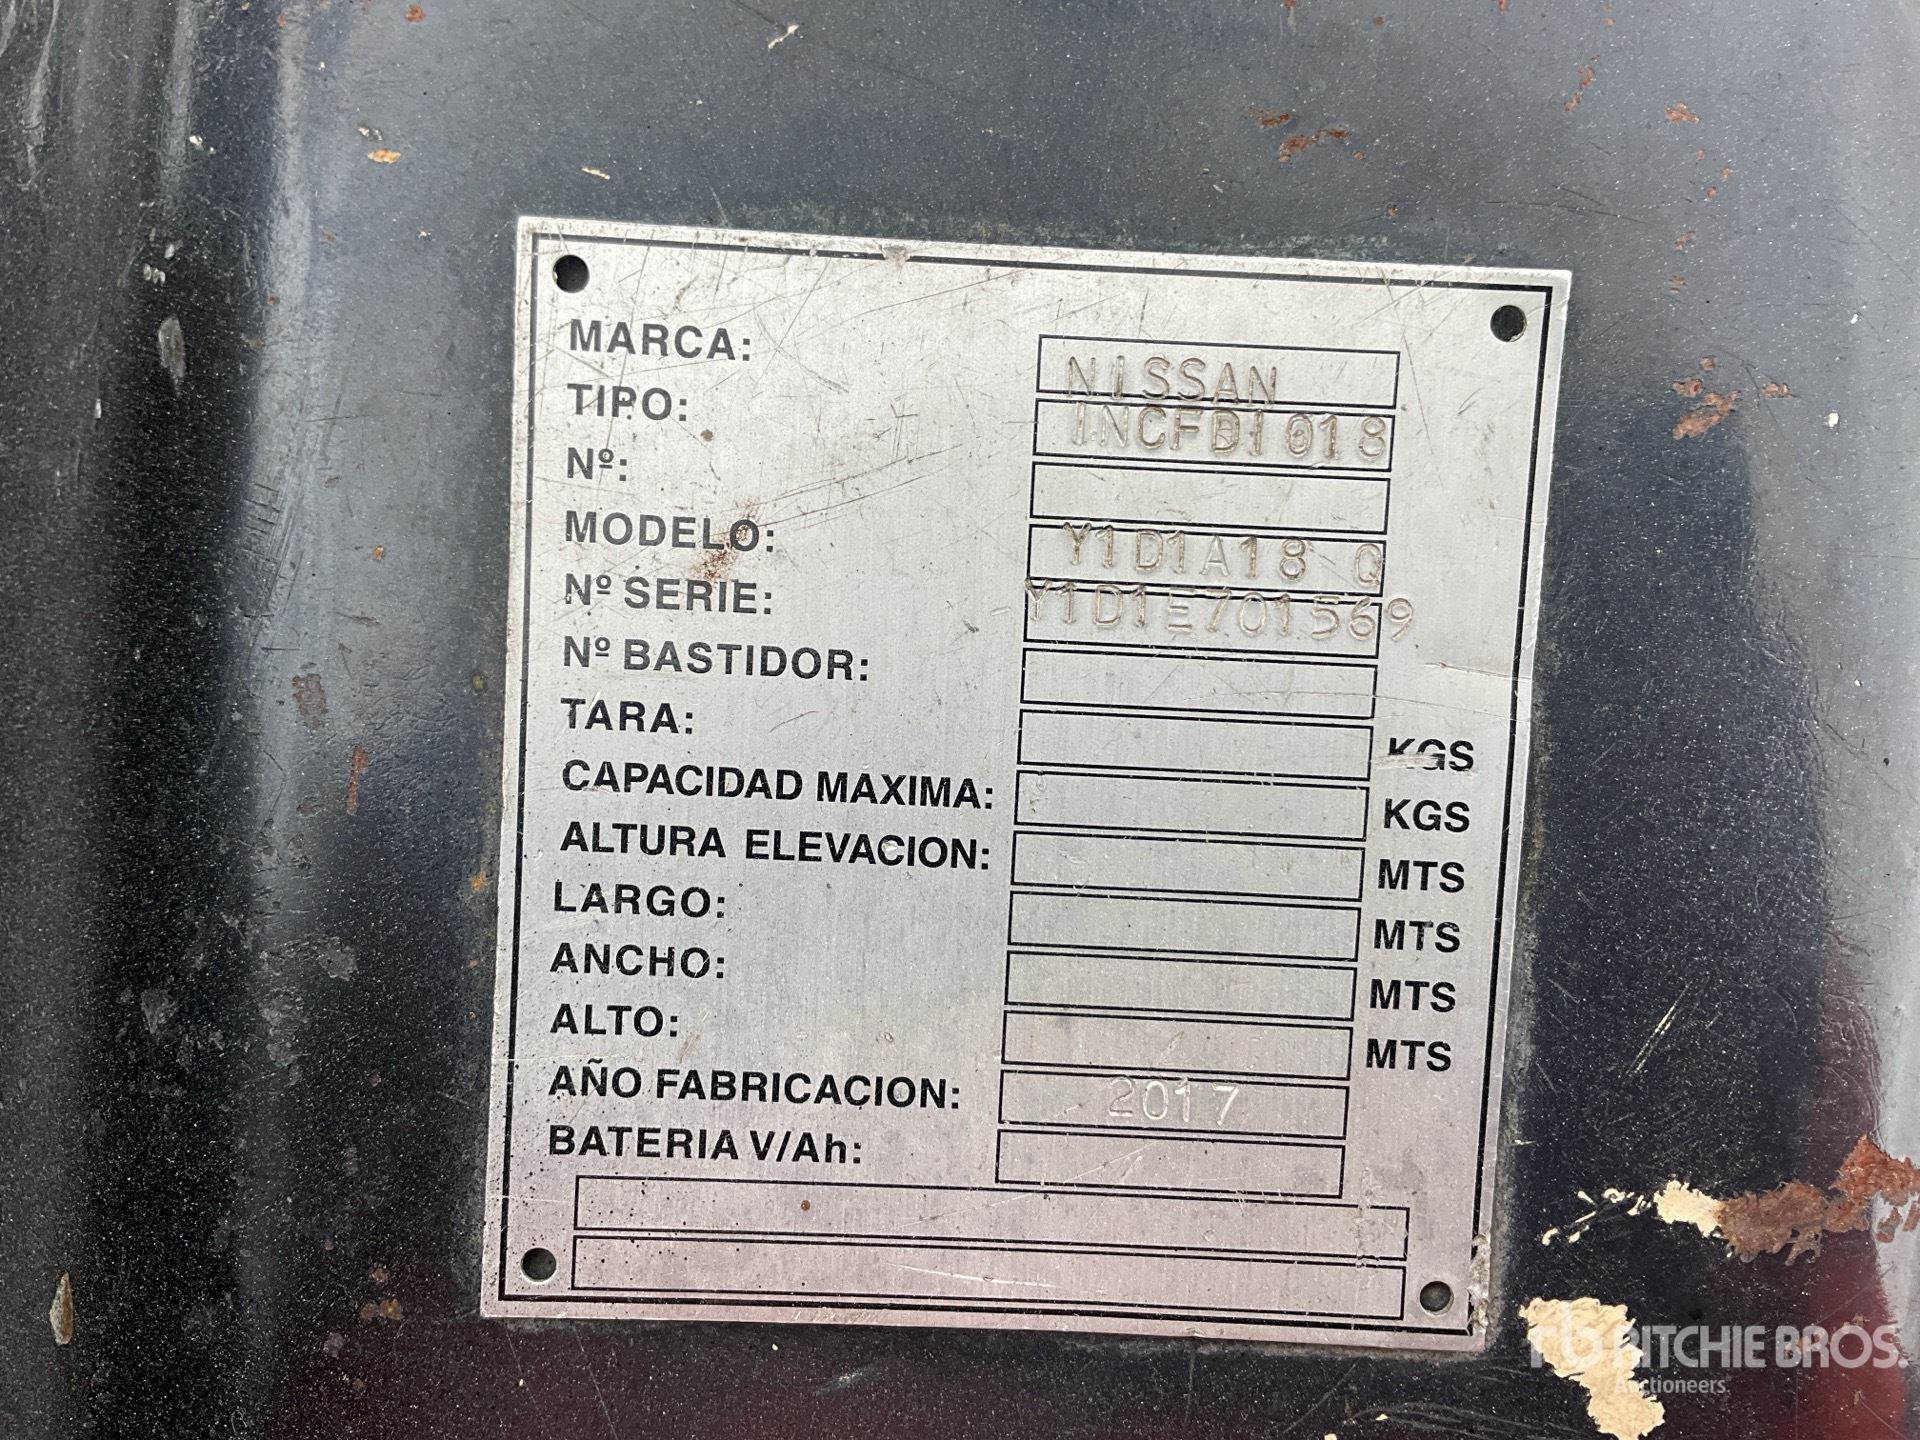 MARCA: NISSAN
TIPO: 1NCFD1 018
Nº:
MODELO: Y1D1A18 Q
Nº SERIE: Y1D1E701569
Nº BASTIDOR:
TARA: KGS
CAPACIDAD MAXIMA: KGS
ALTURA ELEVACION: MTS
LARGO: MTS
ANCHO: MTS
ALTO: MTS
AÑO FABRICACION: 2017
BATERIA V/Ah:
rb RITCHIE BROS.
Auctioneers